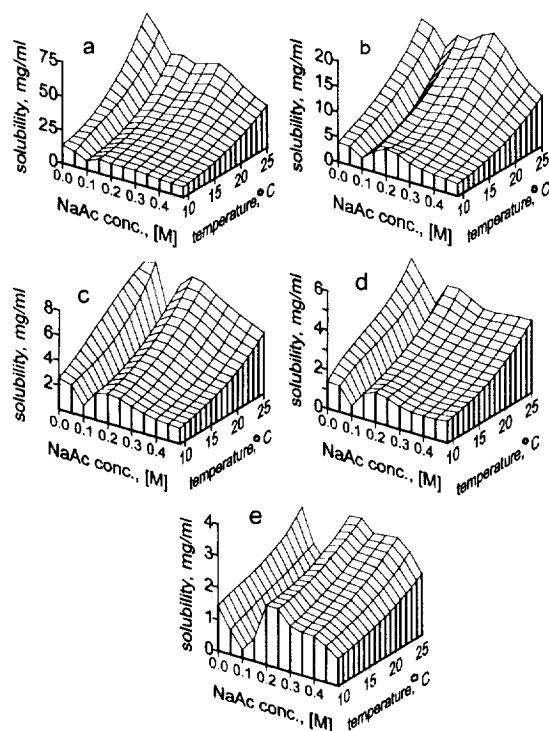 a
solubility, mg/ml
75
50
25
0
0.0 0.1 0.2 0.3 0.4
NaAc conc., [M]
10 15 20 25
temperature,° C
b
solubility, mg/ml
20
15
10
5
0
0.0 0.1 0.2 0.3 0.4
NaAc conc., [M]
10 15 20 25
temperature,° C
c
solubility, mg/ml
8
6
4
2
0.0 0.1 0.2 0.3 0.4
NaAc conc., [M]
10 15 20 25
temperature,° C
d
solubility, mg/ml
6
4
2
0
0.0 0.1 0.2 0.3 0.4
NaAc conc., [M]
10 15 20 25
temperature,° C
e
solubility, mg/ml
4
3
2
1
0
0.0 0.1 0.2 0.3 0.4
NaAc conc., [M]
10 15 20 25
temperature,° C